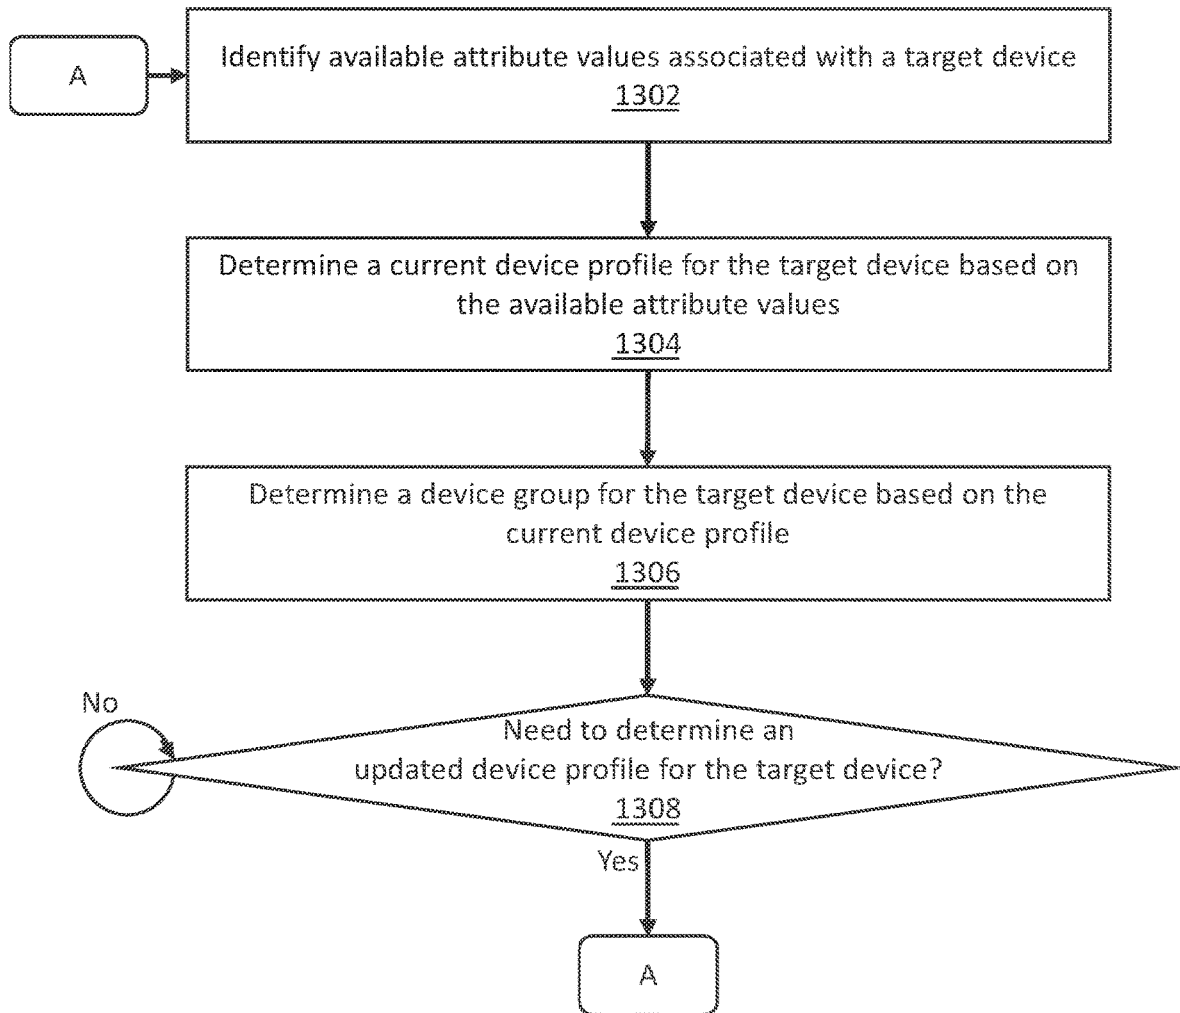 A
Identify available attribute values associated with a target device
1302
Determine a current device profile for the target device based on
the available attribute values
1304
Determine a device group for the target device based on the
current device profile
1306
No
Need to determine an
updated device profile for the target device?
1308
Yes
A